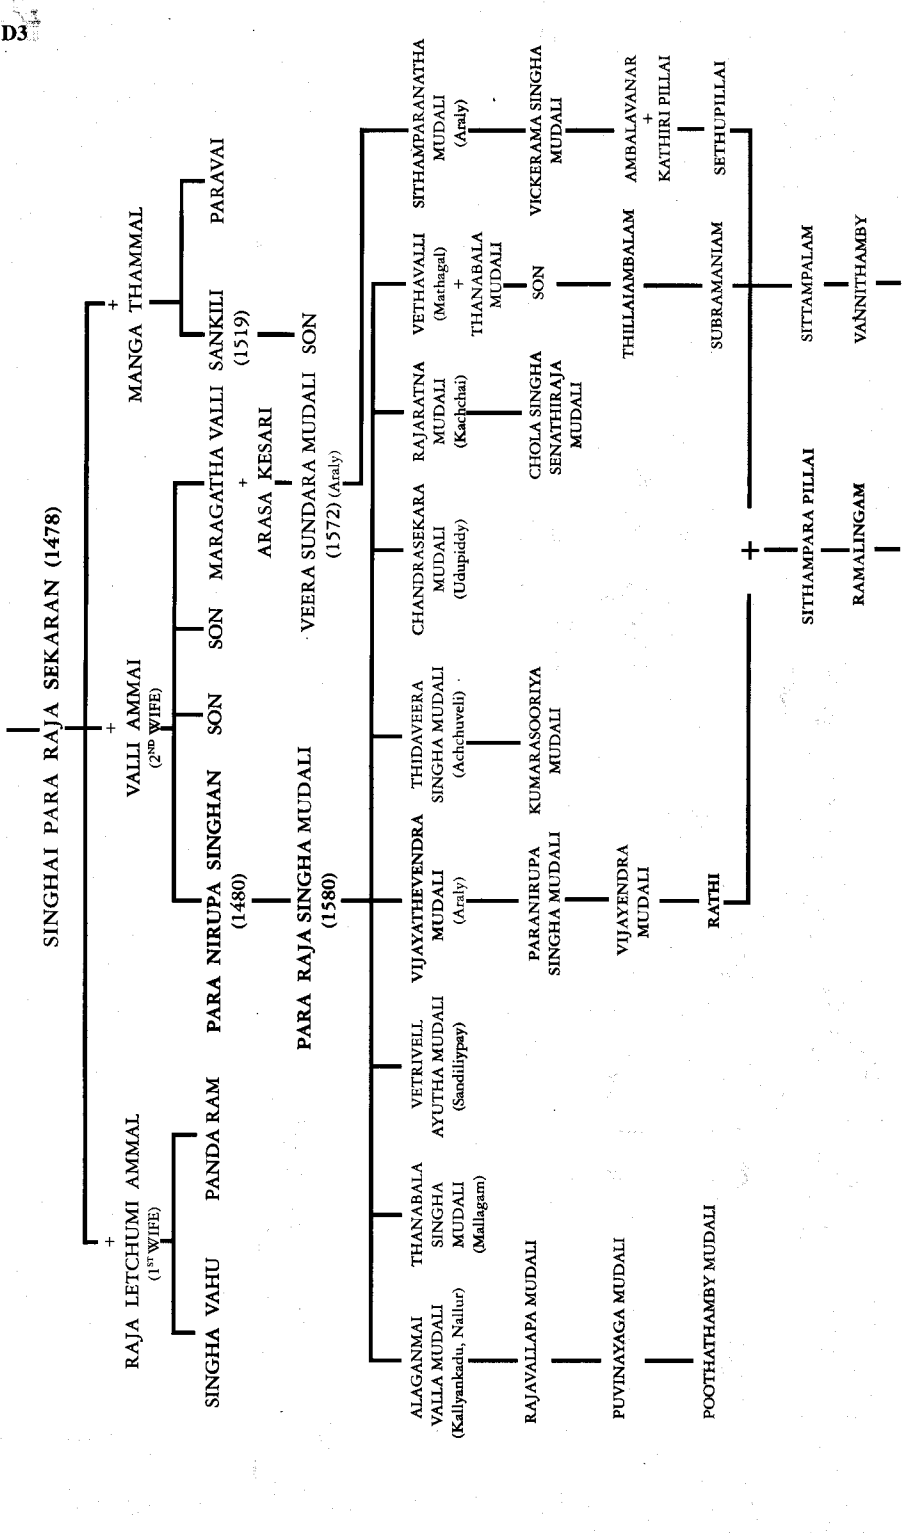 D3
SINGHAI PARA RAJA SEKARAN (1478)
+
RAJA LETCHUMI AMMAL
(1ST WIFE)
+
VALLI AMMAI
(2ND WIFE)
+
MANGA THAMMAL
SINGHA VAHU
PANDA RAM
PARA NIRUPA SINGHAN
(1480)
SON
SON
MARAGATHA VALLI
+
ARASA KESARI
SANKILI
(1519)
PARAVAI
PARA RAJA SINGHA MUDALI
(1580)
VEERA SUNDARA MUDALI
(1572) (Araly)
SON
ALAGANMAI
VALLA MUDALI
(Kallyankadu, Nallur)
THANABALA
SINGHA
MUDALI
(Mallagam)
VETRIVELL
AYUTHA MUDALI
(Sandiliypay)
VIJAYATHEVENDRA
MUDALI
(Araly)
THIDAVEERA
SINGHA MUDALI
(Achchuveli)
CHANDRASEKARA
MUDALI
(Udupiddy)
RAJARATNA
MUDALI
(Kachchai)
VETHAVALLI
(Mathagal)
+
THANABALA
MUDALI
SITHAMPARANATHA
MUDALI
(Araly)
RAJAVALLAPA MUDALI
PARANIRUPA
SINGHA MUDALI
KUMARASOORIYA
MUDALI
CHOLA SINGHA
SENATHIRAJA
MUDALI
SON
VICKERAMA SINGHA
MUDALI
PUVINAYAGA MUDALI
VIJAYENDRA
MUDALI
THILLAIAMBALAM
AMBALAVANAR
+
KATHIRI PILLAI
POOTHATHAMBY MUDALI
RATHI
SUBRAMANIAM
SETHUPILLAI
+
SITHAMPARA PILLAI
SITTAMPALAM
RAMALINGAM
VANNITHAMBY